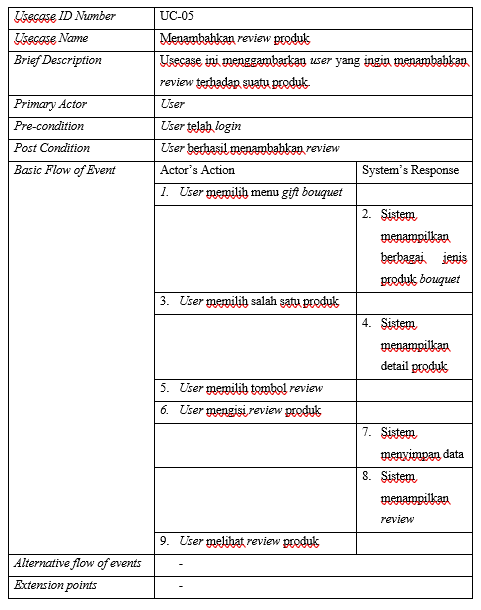 Usecase ID Number UC-05
Usecase Name Menambahkan review produk
Brief Description Usecase ini menggambarkan user yang ingin menambahkan
review terhadap suatu produk.
Primary Actor User
Pre-condition User telah login
Post Condition User berhasil menambahkan review
Basic Flow of Event Actor's Action System's Response
1. User memilih menu gift bouquet
2. Sistem
menampilkan
berbagai jenis
produk bouquet
3. User memilih salah satu produk
4. Sistem
menampilkan
detail produk
5. User memilih tombol review
6. User mengisi review produk
7. Sistem
menyimpan data
8. Sistem
menampilkan
review
9. User melihat review produk
Alternative flow of events -
Extension points -